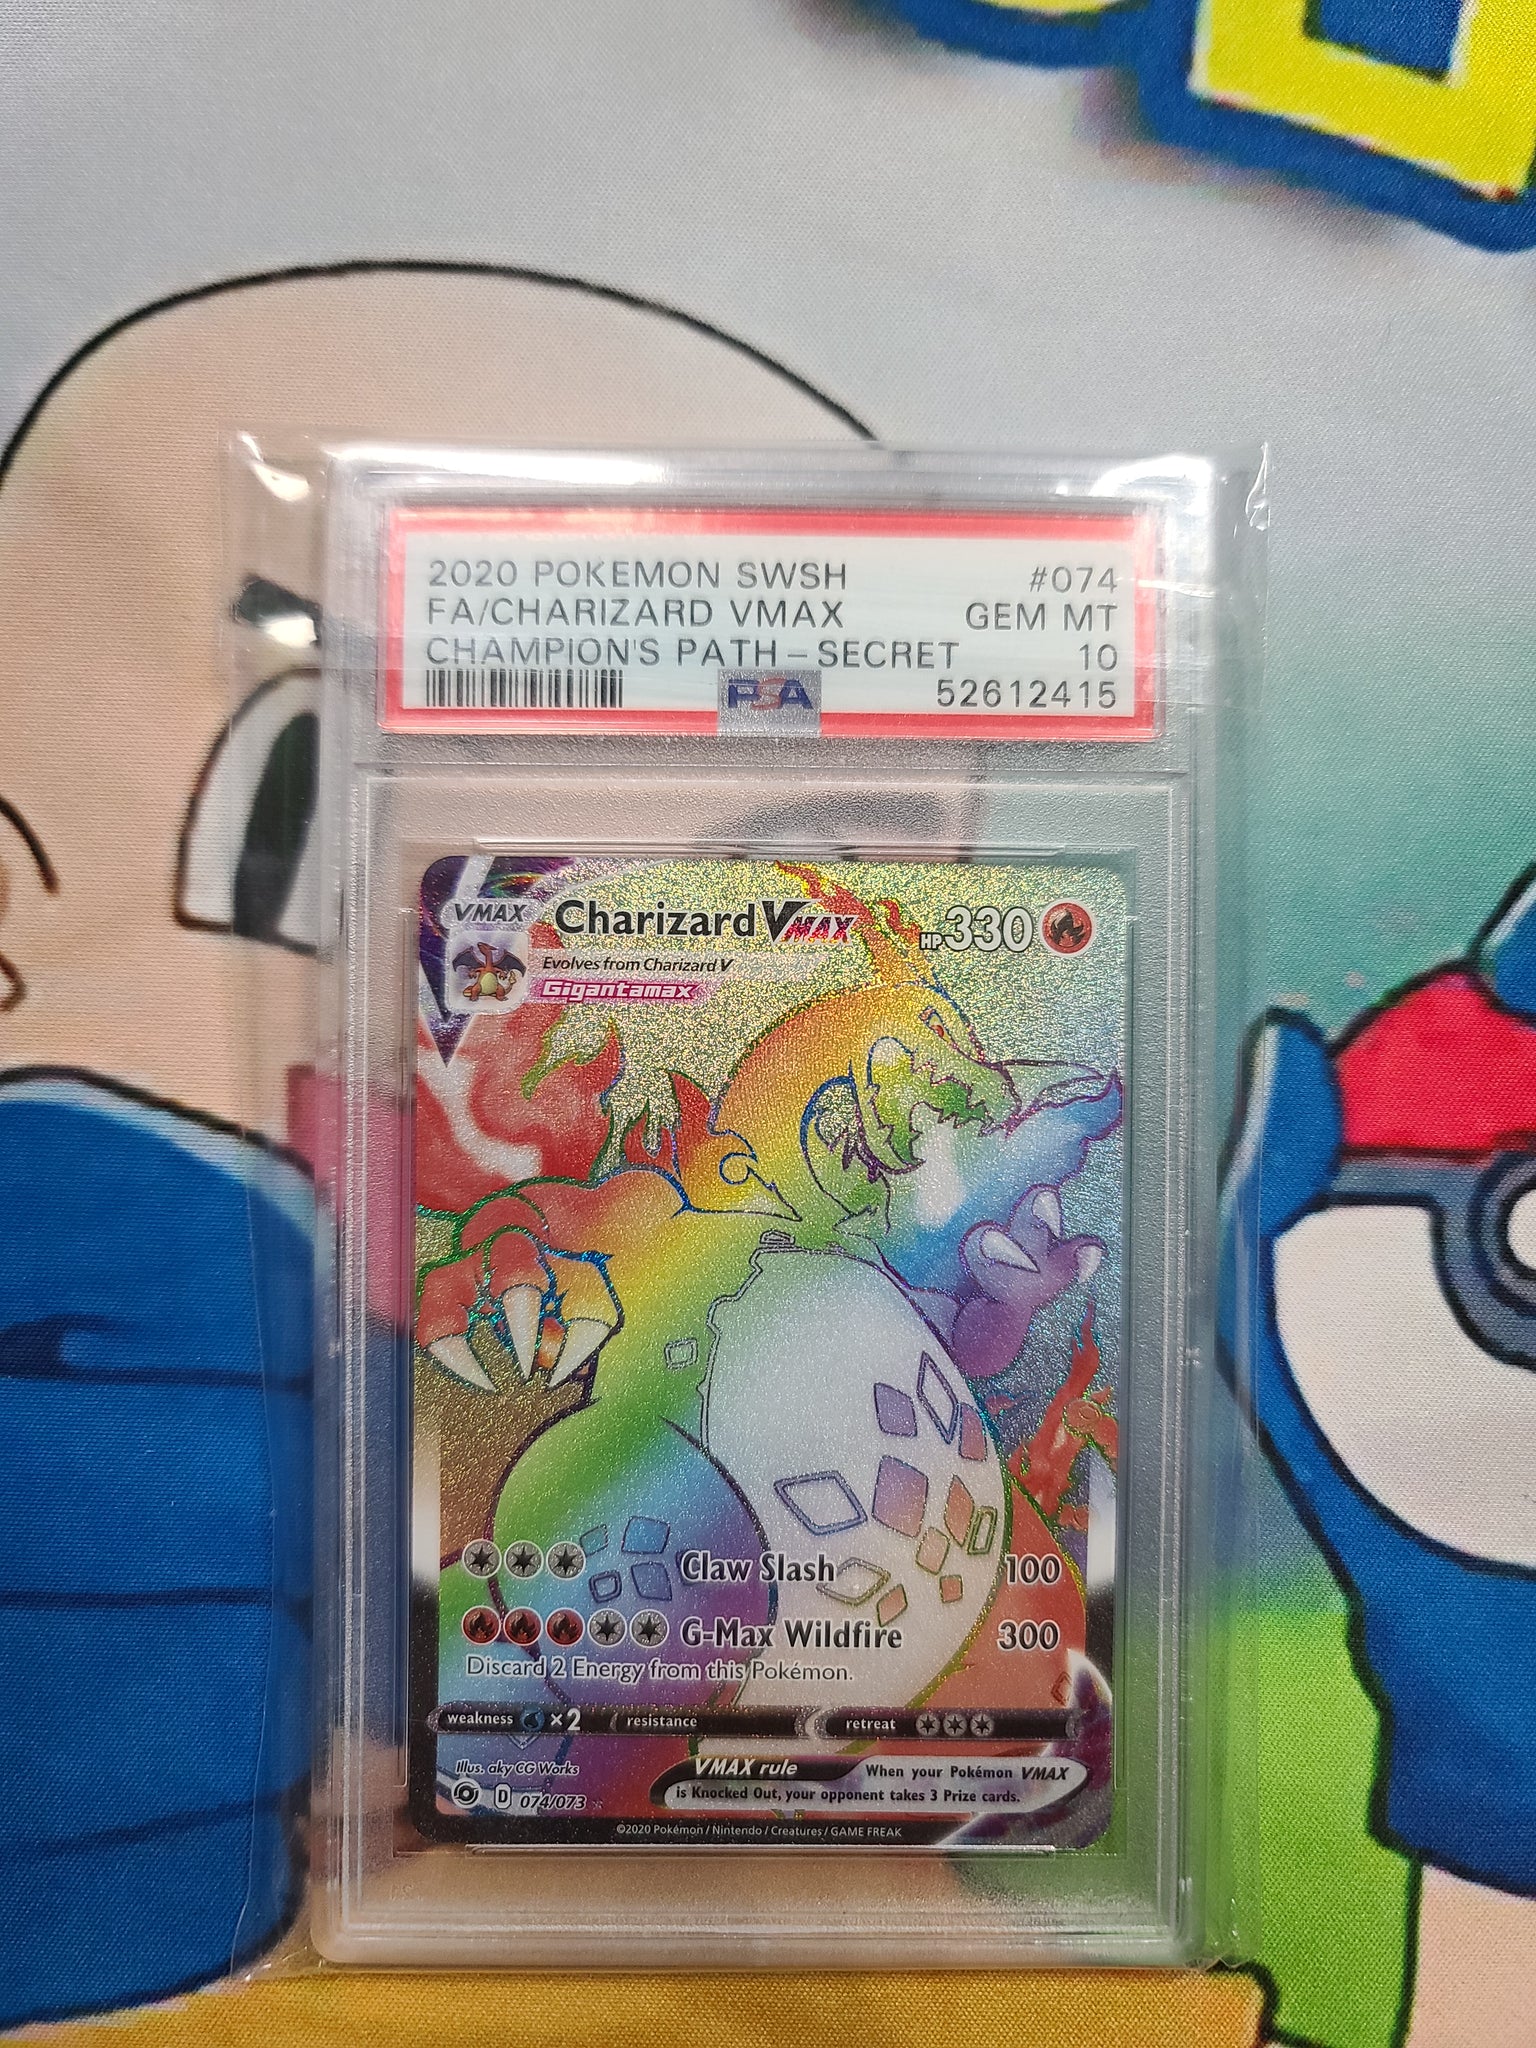 2020 POKEMON SWSH #074
FA/CHARIZARD VMAX GEM MT
CHAMPION'S PATH - SECRET 10
PSA 52612415
VMAX Charizard VMAX HP 330
Evolves from Charizard V
Gigantamax
Claw Slash 100
G-Max Wildfire 300
Discard 2 Energy from this Pokémon.
weakness ×2 resistance retreat
Illus. aky CG Works
VMAX rule When your Pokémon VMAX
is Knocked Out, your opponent takes 3 Prize cards.
D 074/073
©2020 Pokémon / Nintendo / Creatures / GAME FREAK